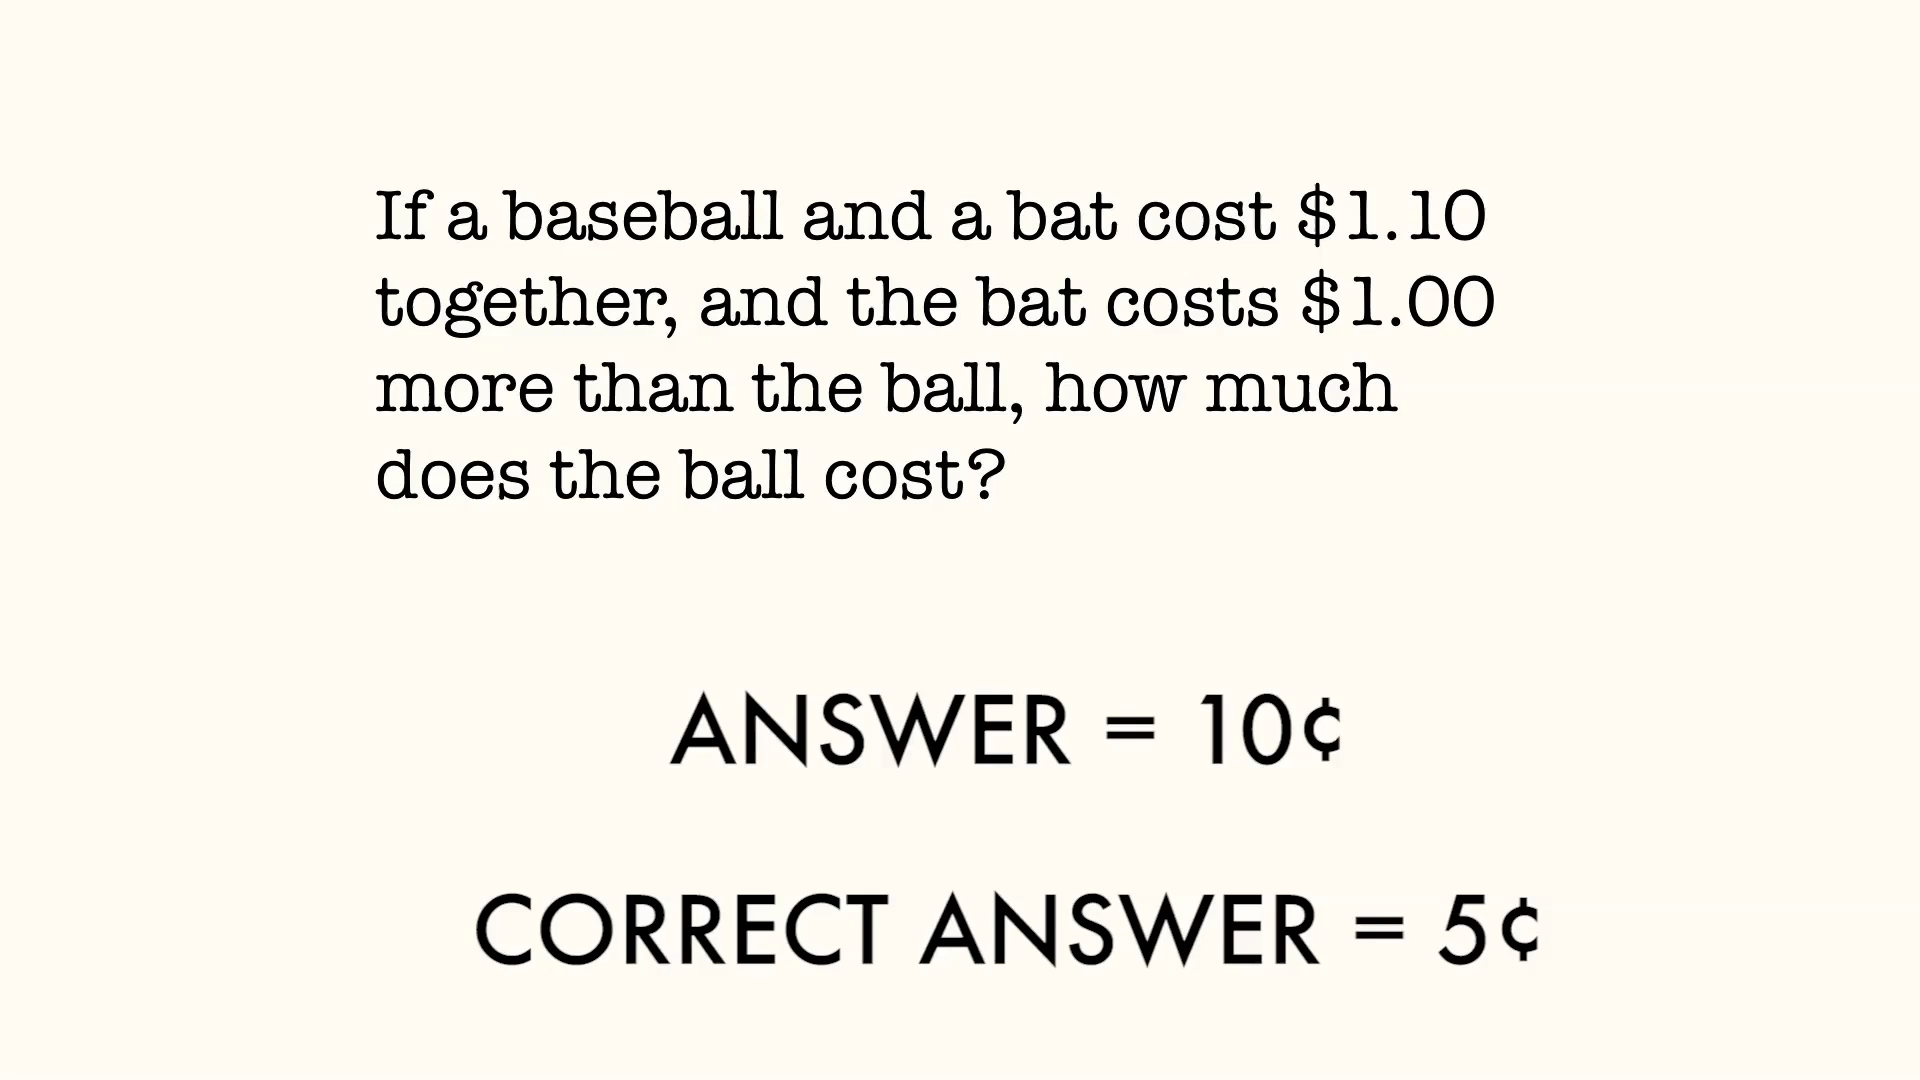 If a baseball and a bat cost $1.10
together, and the bat costs $1.00
more than the ball, how much
does the ball cost?
ANSWER = 10¢
CORRECT ANSWER = 5¢